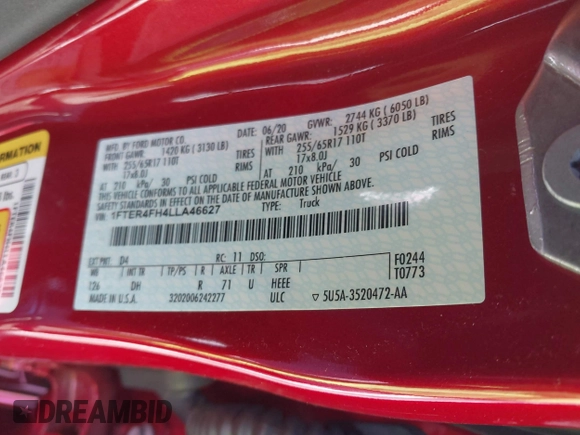 MFD. BY FORD MOTOR CO.
DATE: 06/20 GVWR: 2744 KG ( 6050 LB)
FRONT GAWR: 1420 KG ( 3130 LB) REAR GAWR: 1529 KG ( 3370 LB)
255/65R17 110T TIRES 255/65R17 110T TIRES
17x8.0J RIMS 17x8.0J RIMS
AT 210 kPa/ 30 PSI COLD AT 210 kPa/ 30 PSI COLD
THIS VEHICLE CONFORMS TO ALL APPLICABLE FEDERAL MOTOR VEHICLE
SAFETY STANDARDS IN EFFECT ON THE DATE OF MANUFACTURE SHOWN ABOVE.
VIN: 1FTER4FH4LLA46627 TYPE: Truck
EXT PNT: D4 RC: 11 DSO: F0244
WB INT TR TP/PS R AXLE TR SPR T0773
126 DH R 71 U HEEE
MADE IN U.S.A. 3202006242277 ULC 5U5A-3520472-AA
ORMATION
DREAMBID